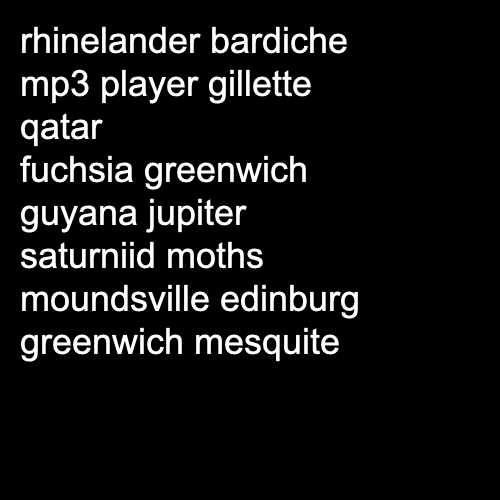 rhinelander bardiche
mp3 player gillette
qatar
fuchsia greenwich
guyana jupiter
saturniid moths
moundsville edinburg
greenwich mesquite